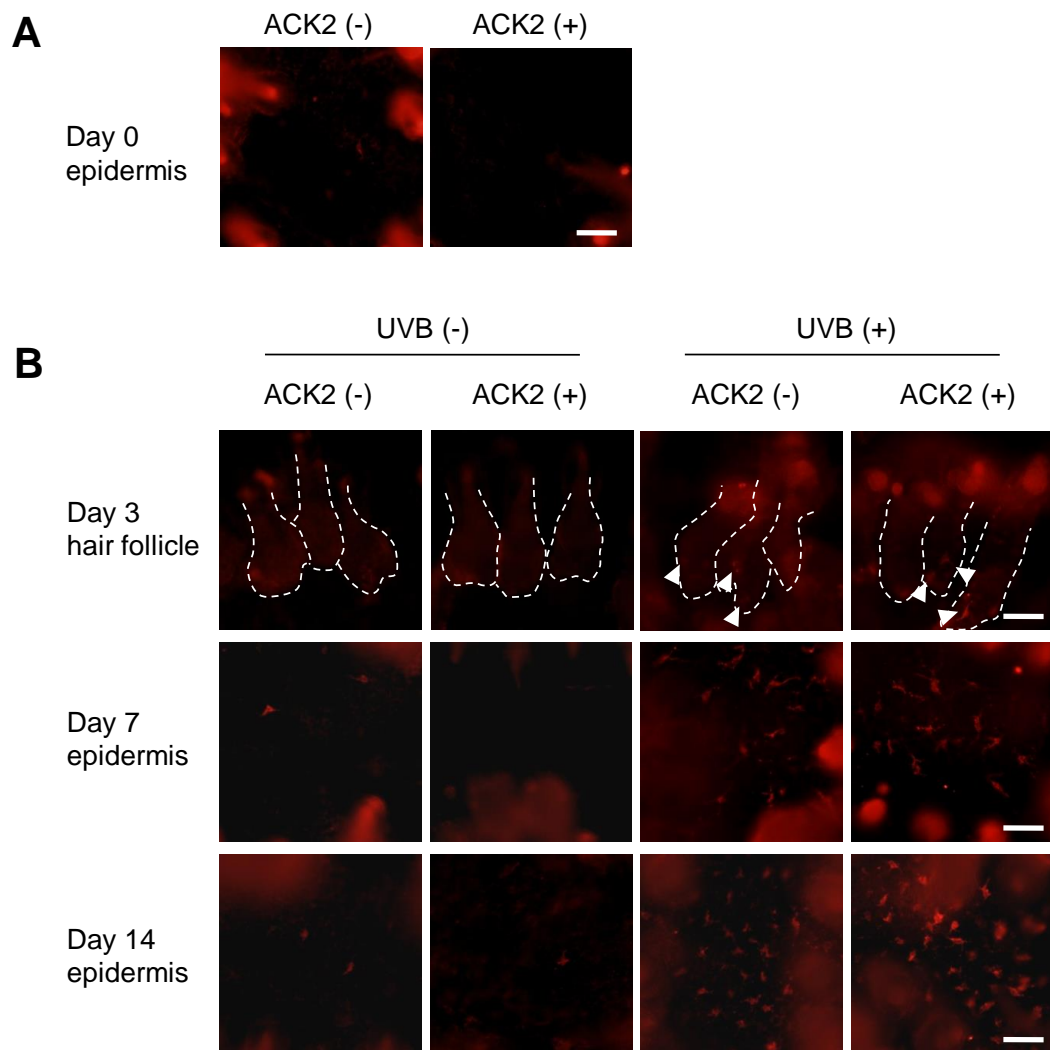 A
ACK2 (-)
ACK2 (+)
Day 0
epidermis
B
UVB (-)
UVB (+)
ACK2 (-)
ACK2 (+)
ACK2 (-)
ACK2 (+)
Day 3
hair follicle
Day 7
epidermis
Day 14
epidermis